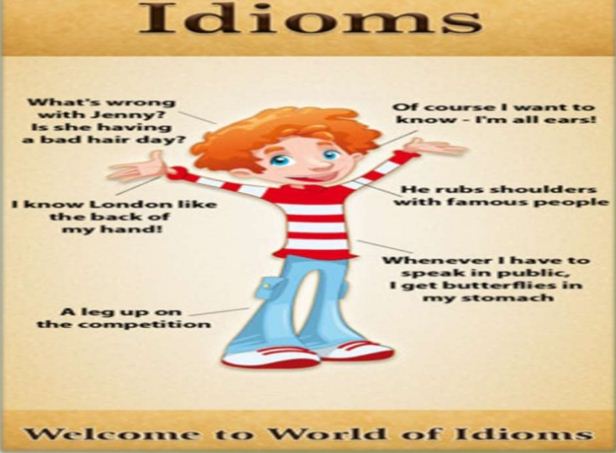 Idioms
What's wrong
with Jenny?
Is she having
a bad hair day?
Of course I want to
know - I'm all ears!
I know London like
the back of
my hand!
He rubs shoulders
with famous people
Whenever I have to
speak in public,
I get butterflies in
my stomach
A leg up on
the competition
Welcome to World of Idioms